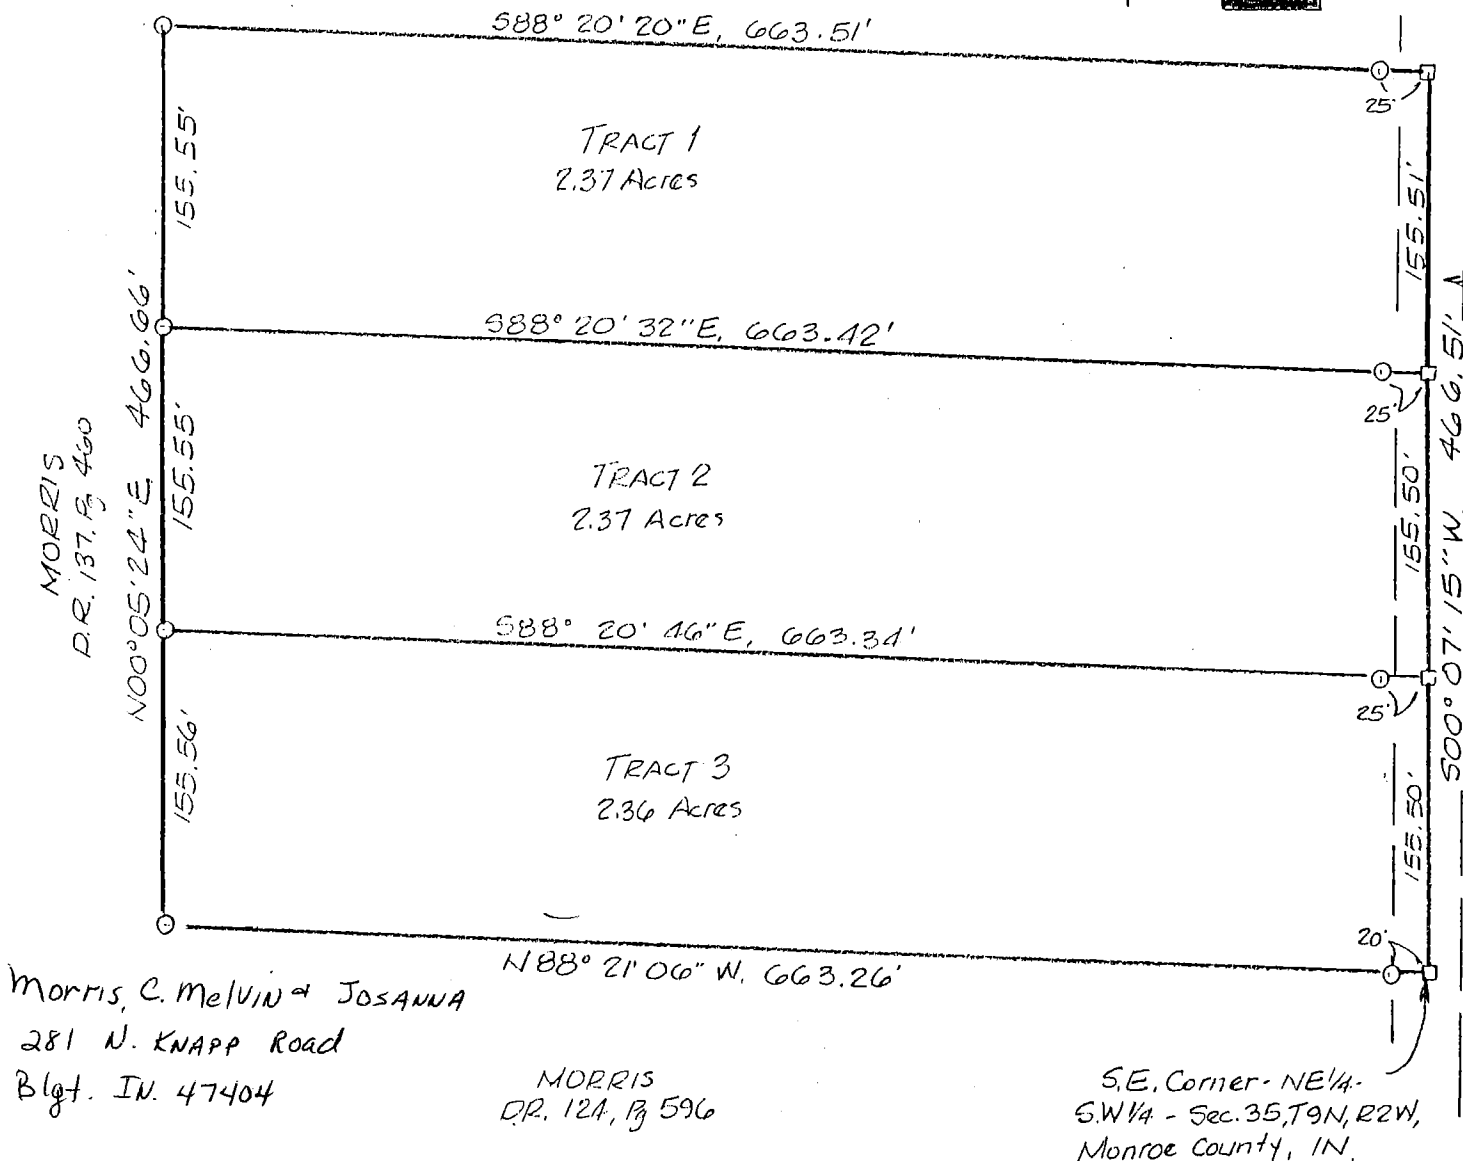 S88° 20' 20" E, 663.51'
25'
TRACT 1
2.37 Acres
155.55'
155.51'
S88° 20' 32" E, 663.42'
25'
N00° 05' 24" E 466.66'
S00° 07' 15" W. 466.51'
MORRIS
D.R. 137, Pg 460
TRACT 2
2.37 Acres
155.55'
155.50'
S88° 20' 46" E, 663.34'
25'
TRACT 3
2.36 Acres
155.56'
155.50'
20'
N 88° 21' 06" W. 663.26'
Morris, C. Melvin & JOSANNA
281 N. KNAPP Road
Blgt. IN. 47404
MORRIS
D.R. 124, Pg 596
S.E. Corner - NE 1/4 -
S.W 1/4 - Sec. 35, T9N, R2W,
Monroe County, IN.